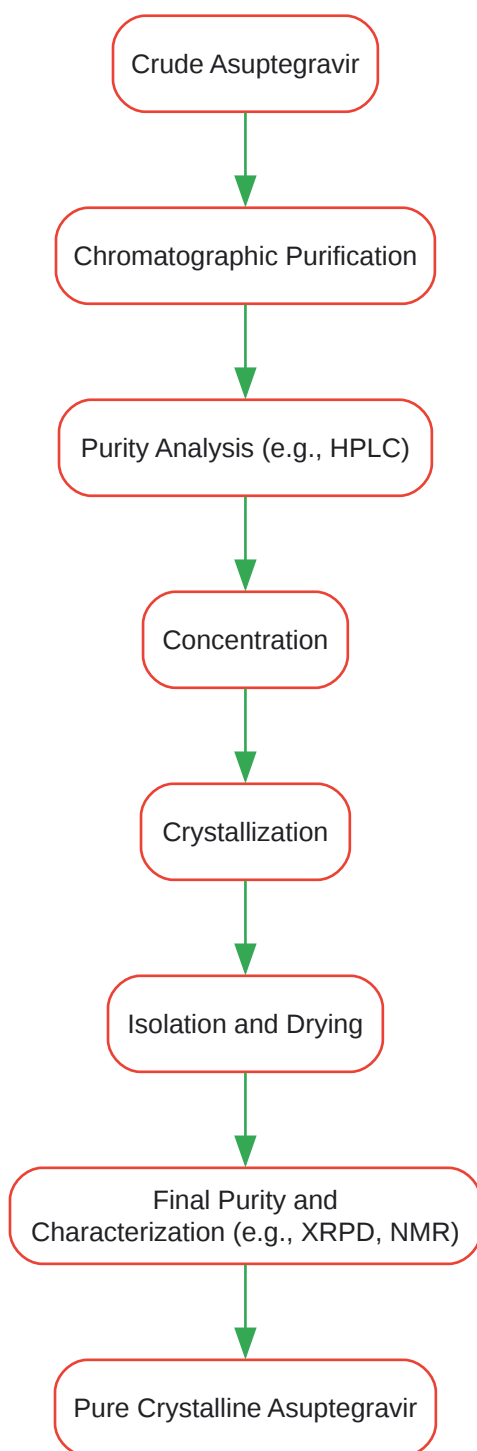 Crude Asuptegravir
Chromatographic Purification
Purity Analysis (e.g., HPLC)
Concentration
Crystallization
Isolation and Drying
Final Purity and
Characterization (e.g., XRPD, NMR)
Pure Crystalline Asuptegravir